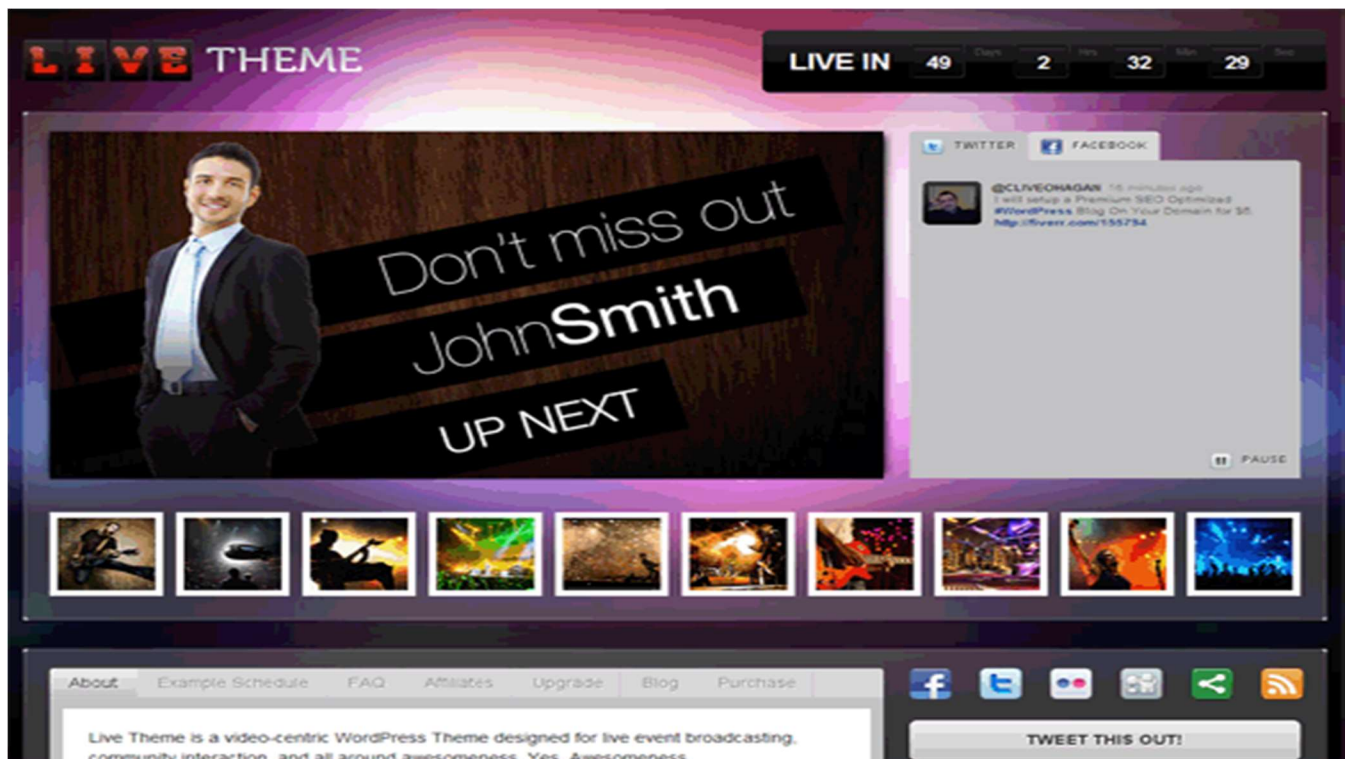 LIVE THEME
LIVE IN 49 Days 2 Hrs 32 Min 29 Sec
Don't miss out
JohnSmith
UP NEXT
TWITTER FACEBOOK
@CLIVEOHAGAN 16 minutes ago
I will setup a Premium SEO Optimized
#WordPress Blog On Your Domain for $5.
http://fiverr.com/155794
PAUSE
About Example Schedule FAQ Affiliates Upgrade Blog Purchase
Live Theme is a video-centric WordPress Theme designed for live event broadcasting,
community interaction, and all around awesomeness. Yes. Awesomeness.
TWEET THIS OUT!